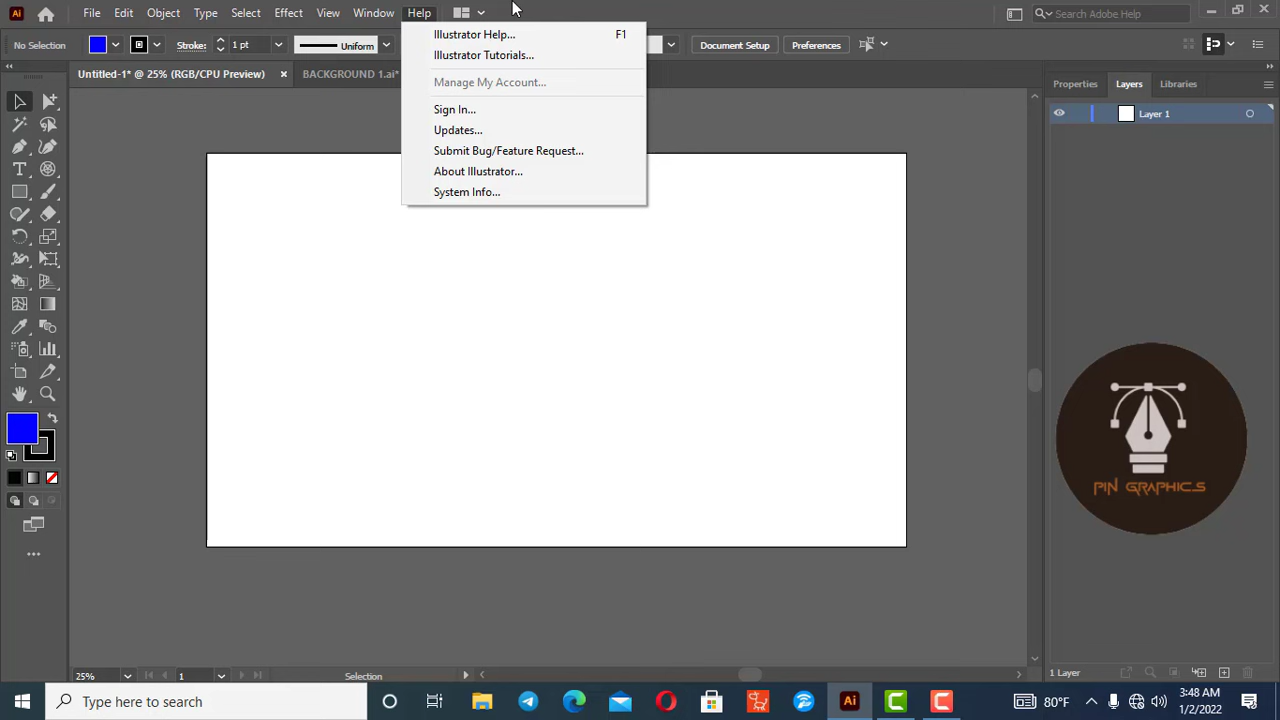 Ai File Edit Object Type Select Effect View Window Help Search Adobe Help
No Selection Stroke: 1 pt Uniform Document Setup Preferences
Untitled-1* @ 25% (RGB/CPU Preview) × BACKGROUND 1.ai*
Illustrator Help... F1
Illustrator Tutorials...
Manage My Account...
Sign In...
Updates...
Submit Bug/Feature Request...
About Illustrator...
System Info...
Properties Layers Libraries
Layer 1
PIN GRAPHICS
25% 1 Selection
1 Layer
Type here to search
Ai
80°F
3:48 AM
1/2/2022